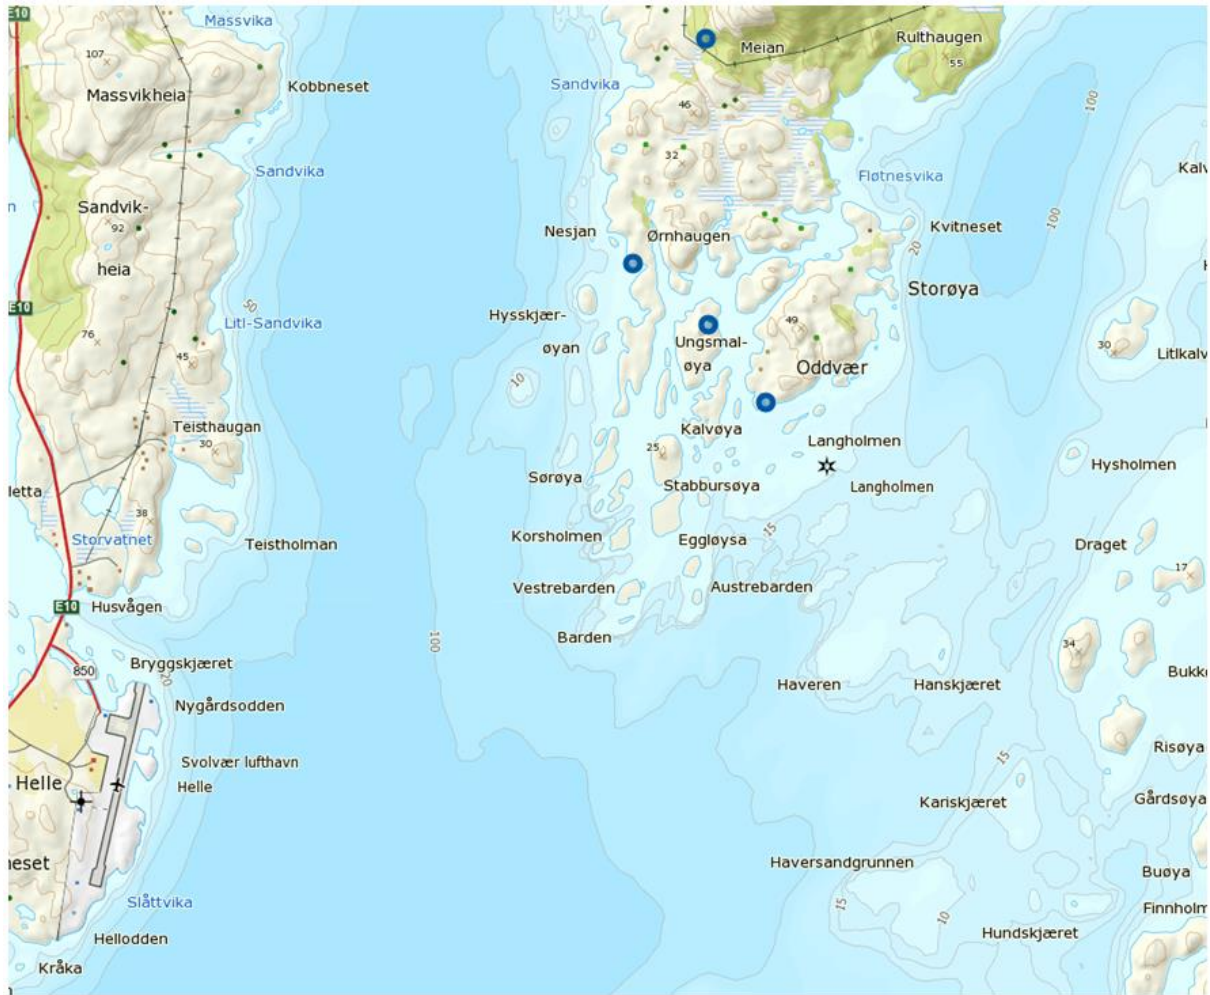 E10
Massvika
Meian
Rulthaugen
107
55
Kobbneset
Sandvika
Massvikheia
46
100
32
Sandvika
Fløtnesvika
Sandvik-
92
heia
Nesjan
Ørnhaugen
Kvitneset
100
20
Storøya
E10
50
Litl-Sandvika
Hysskjær-
øyan
49
Ungsmal-
øya
Oddvær
30
76
45
10
Teisthaugan
30
Kalvøya
25
Langholmen
Langholmen
Hysholmen
Sørøya
Stabbursøya
38
Storvatnet
Teistholman
Korsholmen
Eggløysa
15
Draget
17
Vestrebarden
Austrebarden
E10
Husvågen
Barden
100
34
850
Bryggskjæret
20
Haveren
Hanskjæret
Nygårdsodden
Risøya
Svolvær lufthavn
Helle
Helle
15
Kariskjæret
Gårdsøya
Haversandgrunnen
Buøya
15
10
Slåttvika
Hundskjæret
Hellodden
Kråka